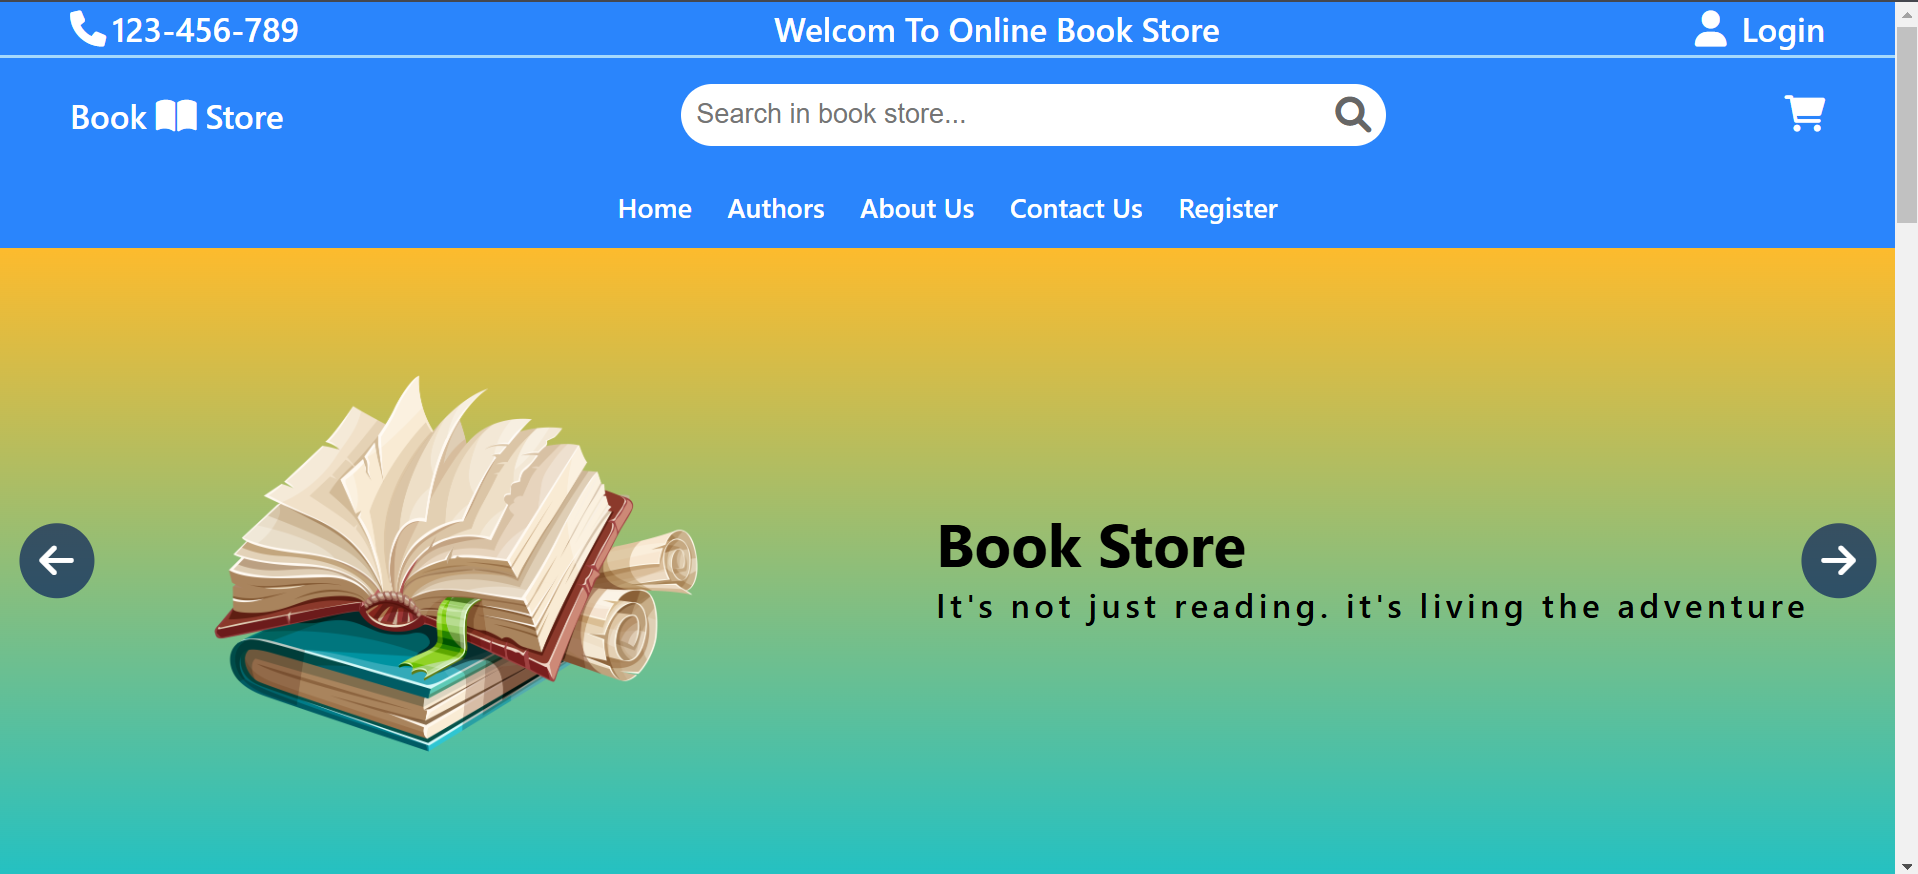 123-456-789
Welcom To Online Book Store
Login
Book Store
Search in book store...
Home Authors About Us Contact Us Register
Book Store
It's not just reading. it's living the adventure